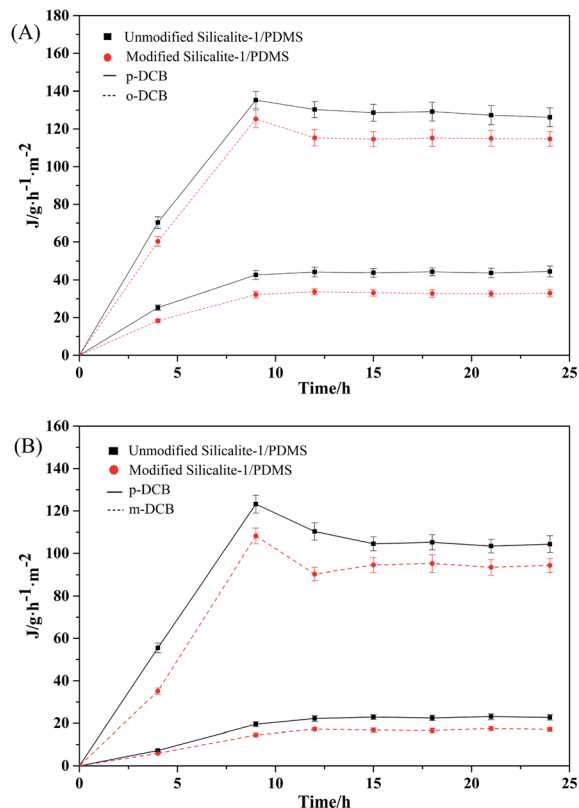 (A)
Unmodified Silicalite-1/PDMS
Modified Silicalite-1/PDMS
p-DCB
o-DCB
J/g·h⁻¹·m⁻²
180
160
140
120
100
80
60
40
20
0
0 5 10 15 20 25
Time/h
(B)
Unmodified Silicalite-1/PDMS
Modified Silicalite-1/PDMS
p-DCB
m-DCB
J/g·h⁻¹·m⁻²
160
140
120
100
80
60
40
20
0
0 5 10 15 20 25
Time/h